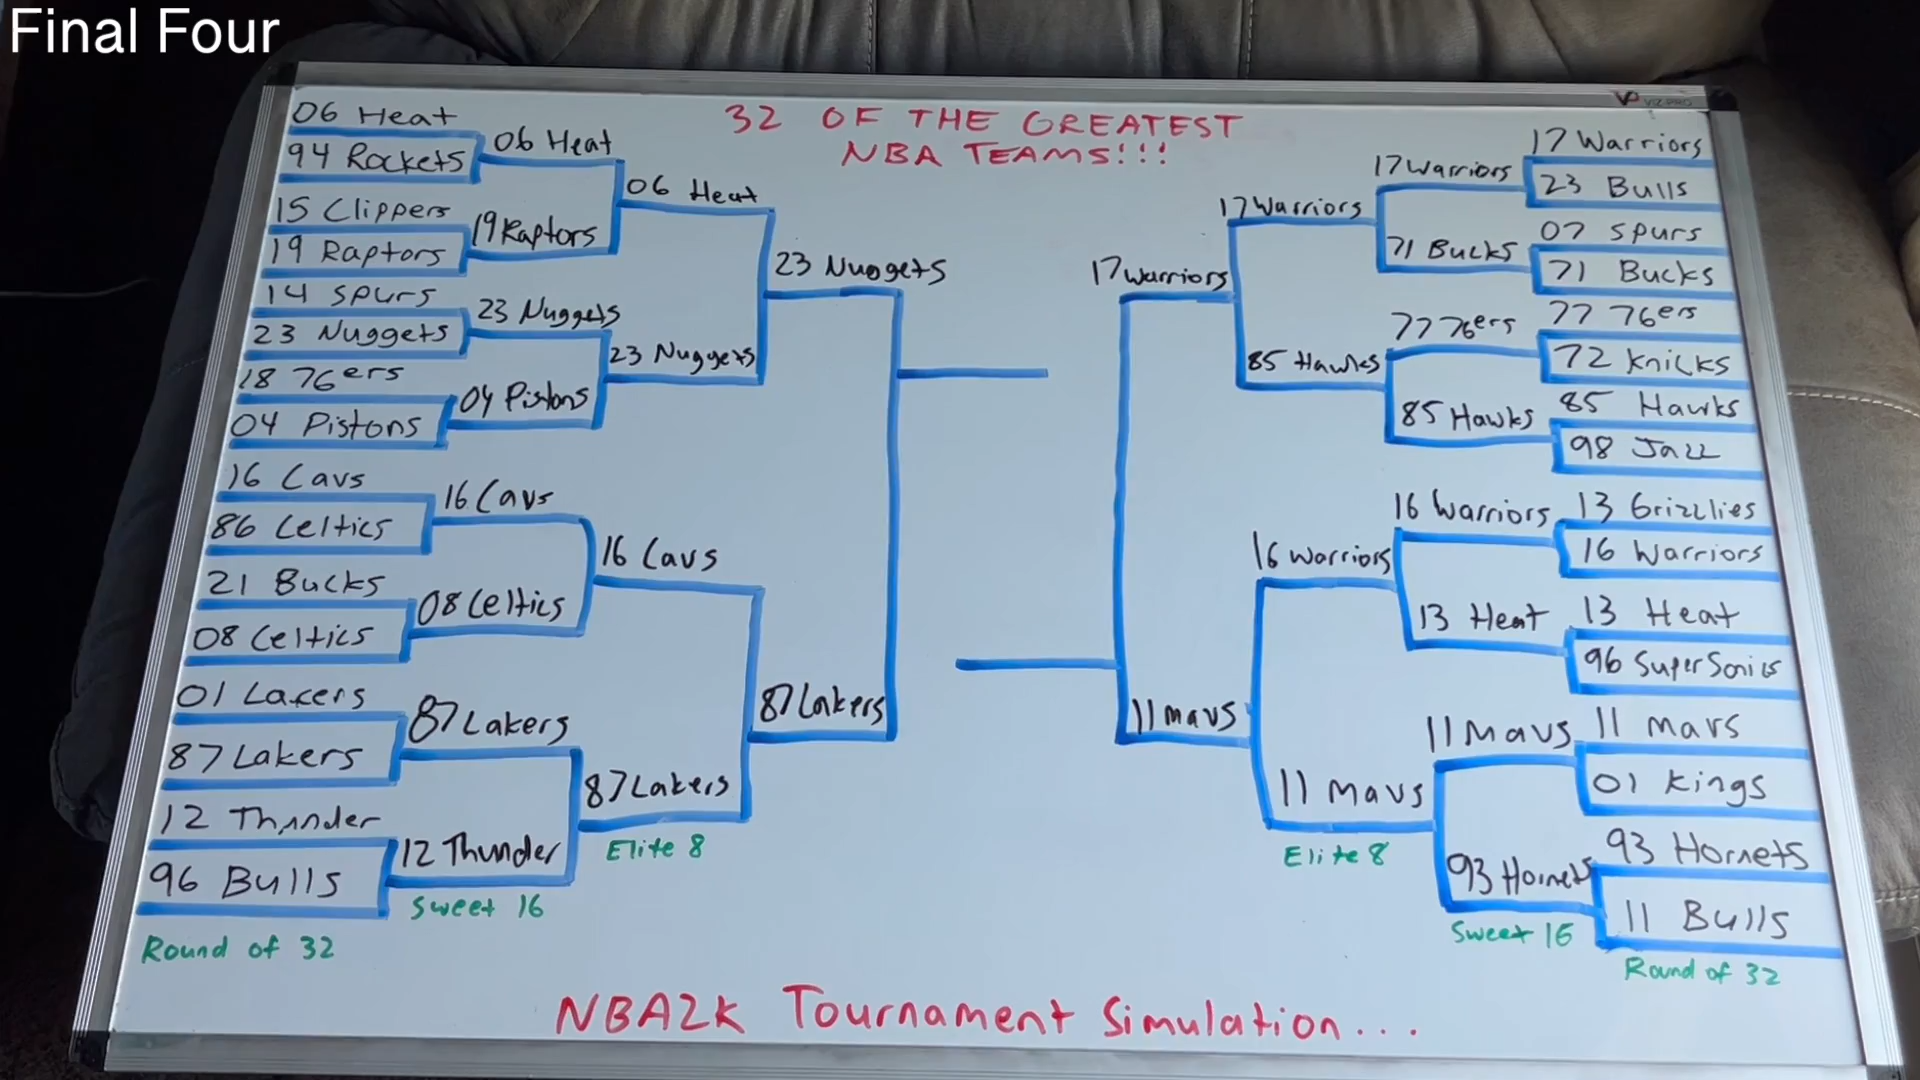 Final Four
VIZ-PRO
32 OF THE GREATEST
NBA TEAMS!!!
06 Heat
94 Rockets
15 Clippers
19 Raptors
14 Spurs
23 Nuggets
18 76ers
04 Pistons
16 Cavs
86 Celtics
21 Bucks
08 Celtics
01 Lakers
87 Lakers
12 Thunder
96 Bulls
Round of 32
06 Heat
19 Raptors
23 Nuggets
04 Pistons
16 Cavs
08 Celtics
87 Lakers
12 Thunder
Sweet 16
06 Heat
23 Nuggets
16 Cavs
87 Lakers
Elite 8
23 Nuggets
87 Lakers
17 Warriors
11 Mavs
17 Warriors
85 Hawks
16 Warriors
11 Mavs
Elite 8
17 Warriors
71 Bucks
77 76ers
85 Hawks
16 Warriors
13 Heat
11 Mavs
93 Hornets
Sweet 16
17 Warriors
23 Bulls
07 Spurs
71 Bucks
77 76ers
72 Knicks
85 Hawks
98 Jazz
13 Grizzlies
16 Warriors
13 Heat
96 SuperSonics
11 Mavs
01 Kings
93 Hornets
11 Bulls
Round of 32
NBA2K Tournament Simulation...